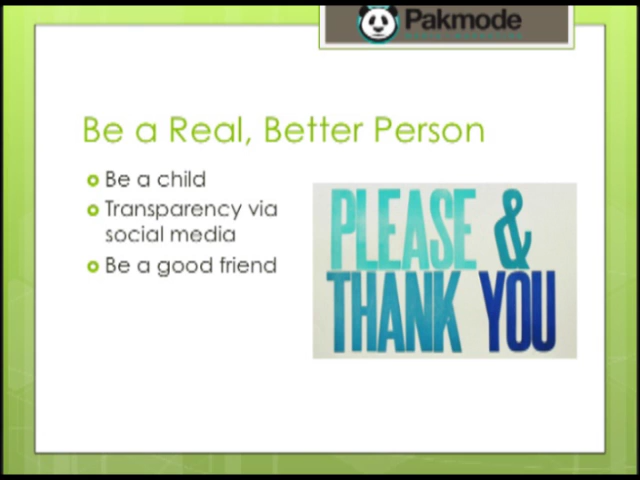 Pakmode
Be a Real, Better Person
Be a child
Transparency via
social media
Be a good friend
PLEASE &
THANK YOU